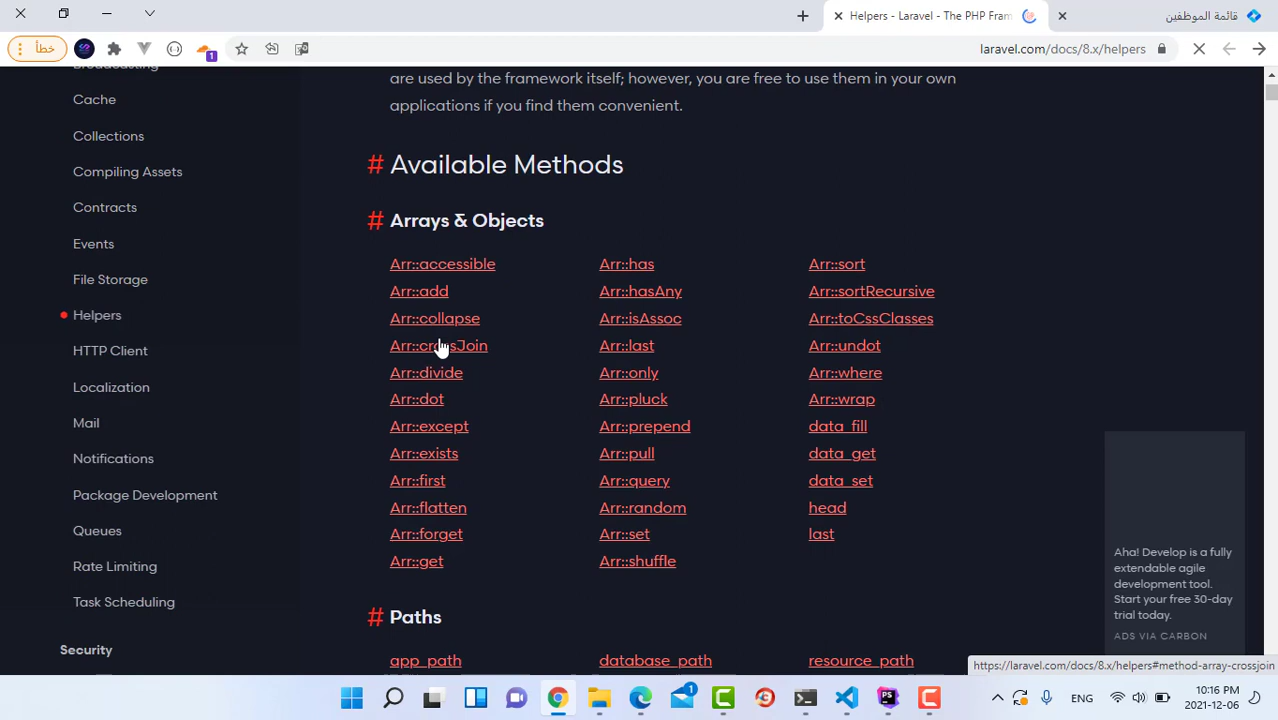 Helpers - Laravel - The PHP Fram
قائمة الموظفين
خطأ
1
laravel.com/docs/8.x/helpers
Broadcasting
Cache
Collections
Compiling Assets
Contracts
Events
File Storage
Helpers
HTTP Client
Localization
Mail
Notifications
Package Development
Queues
Rate Limiting
Task Scheduling
Security
are used by the framework itself; however, you are free to use them in your own
applications if you find them convenient.
# Available Methods
# Arrays & Objects
Arr::accessible
Arr::add
Arr::collapse
Arr::crossJoin
Arr::divide
Arr::dot
Arr::except
Arr::exists
Arr::first
Arr::flatten
Arr::forget
Arr::get
Arr::has
Arr::hasAny
Arr::isAssoc
Arr::last
Arr::only
Arr::pluck
Arr::prepend
Arr::pull
Arr::query
Arr::random
Arr::set
Arr::shuffle
Arr::sort
Arr::sortRecursive
Arr::toCssClasses
Arr::undot
Arr::where
Arr::wrap
data_fill
data_get
data_set
head
last
# Paths
app_path
database_path
resource_path
Aha! Develop is a fully
extendable agile
development tool.
Start your free 30-day
trial today.
ADS VIA CARBON
https://laravel.com/docs/8.x/helpers#method-array-crossjoin
1
ENG
10:16 PM
2021-12-06